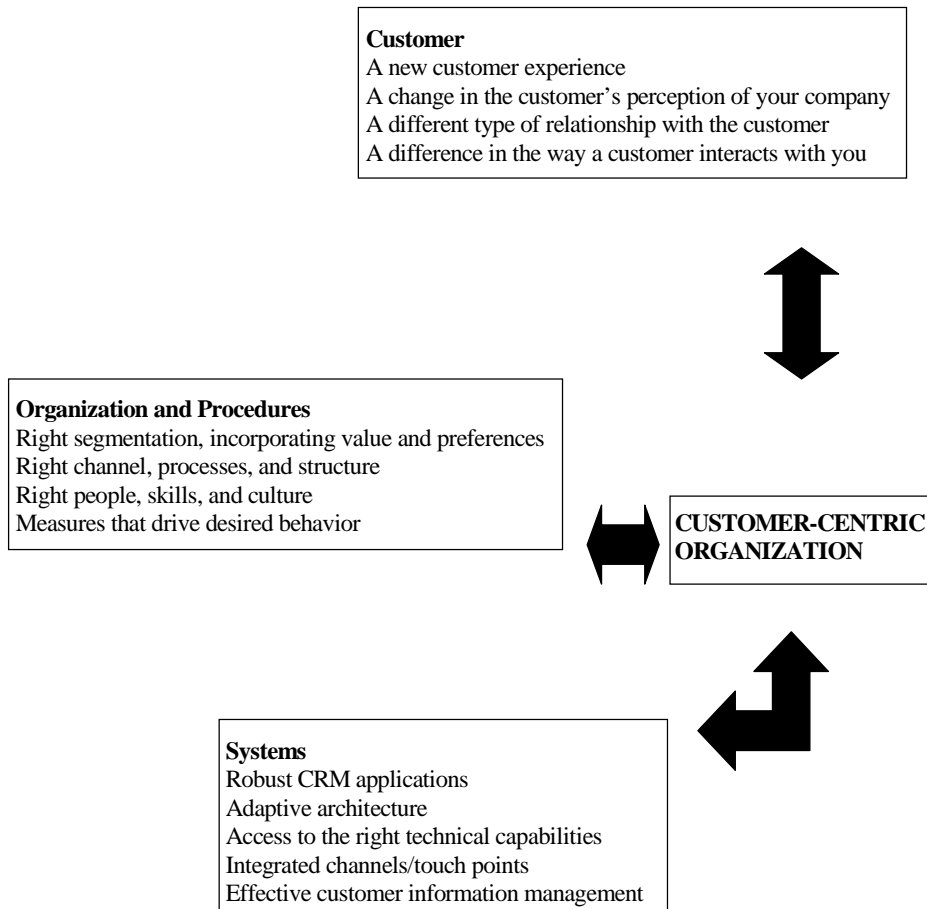 Customer
A new customer experience
A change in the customer’s perception of your company
A different type of relationship with the customer
A difference in the way a customer interacts with you
Organization and Procedures
Right segmentation, incorporating value and preferences
Right channel, processes, and structure
Right people, skills, and culture
Measures that drive desired behavior
CUSTOMER-CENTRIC
ORGANIZATION
Systems
Robust CRM applications
Adaptive architecture
Access to the right technical capabilities
Integrated channels/touch points
Effective customer information management